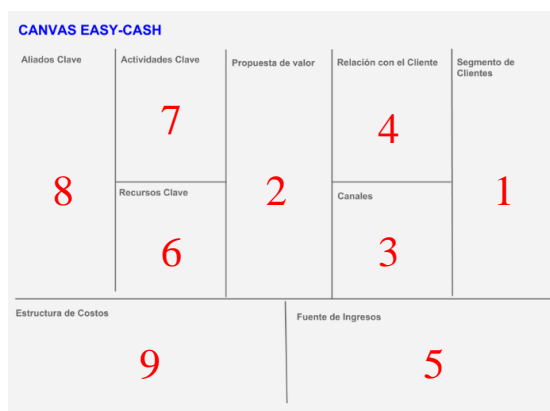 CANVAS EASY-CASH
Aliados Clave
8
Actividades Clave
7
Recursos Clave
6
Propuesta de valor
2
Relación con el Cliente
4
Canales
3
Segmento de
Clientes
1
Estructura de Costos
9
Fuente de Ingresos
5